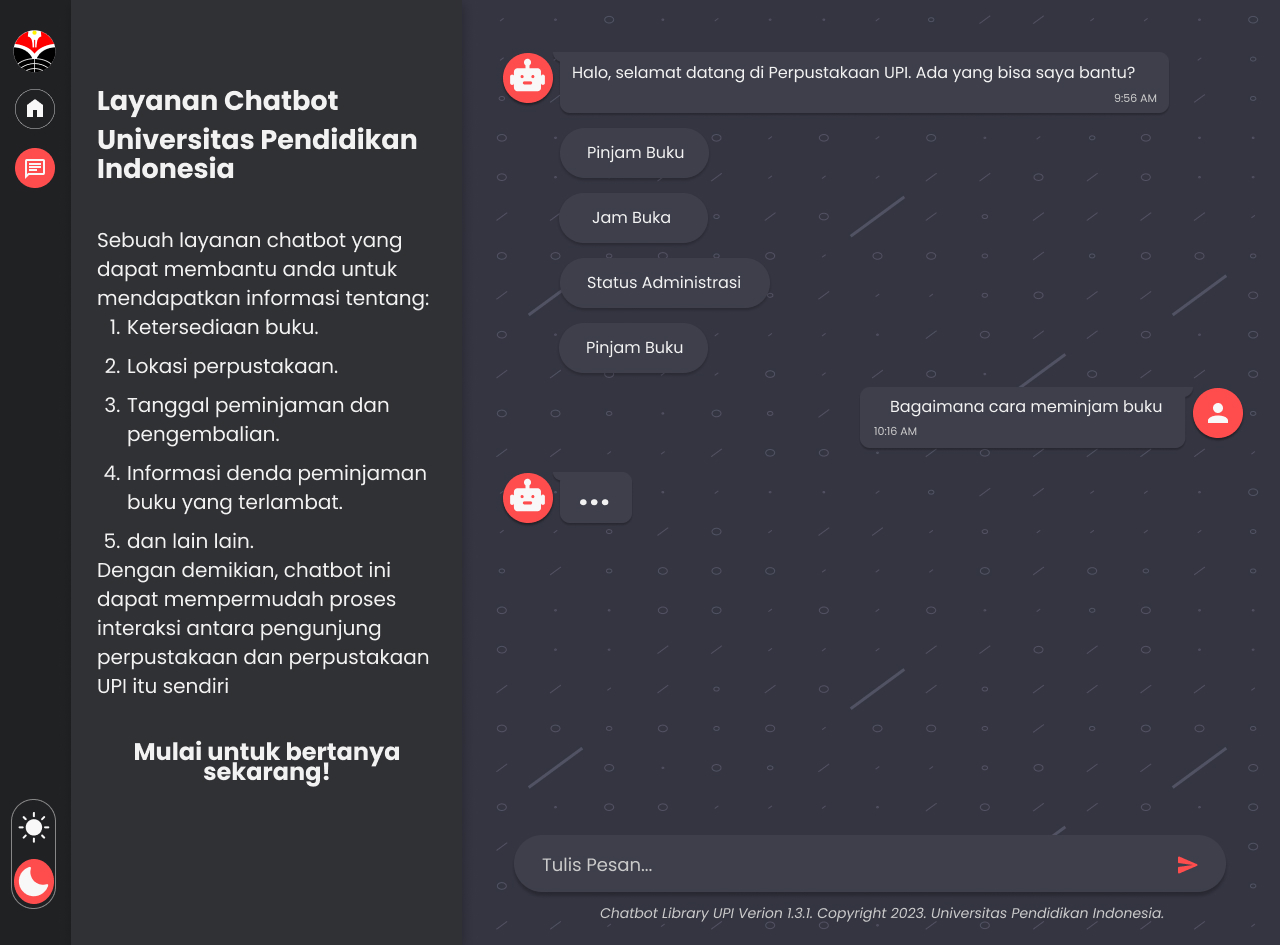 Layanan Chatbot
Universitas Pendidikan
Indonesia
Sebuah layanan chatbot yang
dapat membantu anda untuk
mendapatkan informasi tentang:
1. Ketersediaan buku.
2. Lokasi perpustakaan.
3. Tanggal peminjaman dan
pengembalian.
4. Informasi denda peminjaman
buku yang terlambat.
5. dan lain lain.
Dengan demikian, chatbot ini
dapat mempermudah proses
interaksi antara pengunjung
perpustakaan dan perpustakaan
UPI itu sendiri
Mulai untuk bertanya
sekarang!
Halo, selamat datang di Perpustakaan UPI. Ada yang bisa saya bantu?
9:56 AM
Pinjam Buku
Jam Buka
Status Administrasi
Pinjam Buku
Bagaimana cara meminjam buku
10:16 AM
...
Tulis Pesan...
Chatbot Library UPI Verion 1.3.1. Copyright 2023. Universitas Pendidikan Indonesia.